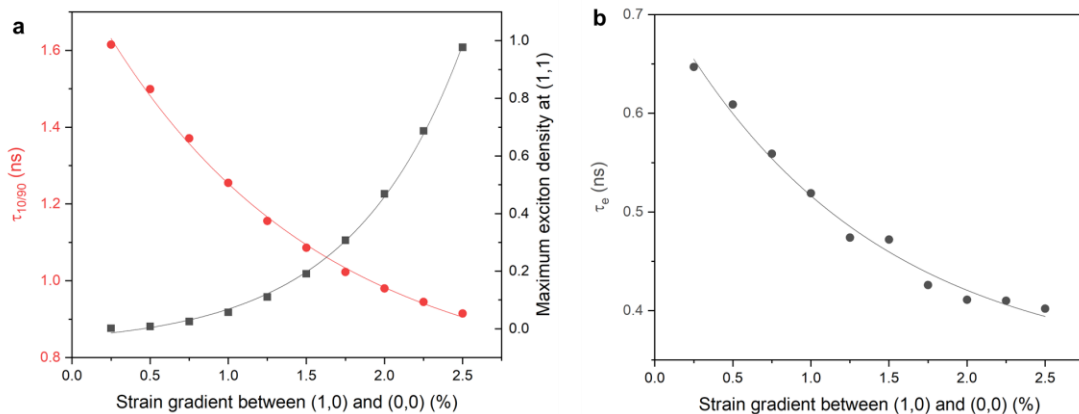 a
τ10/90 (ns)
1.6
1.4
1.2
1.0
0.8
1.0
0.8
0.6
0.4
0.2
0.0
Maximum exciton density at (1,1)
0.0 0.5 1.0 1.5 2.0 2.5
Strain gradient between (1,0) and (0,0) (%)
b
τe (ns)
0.7
0.6
0.5
0.4
0.0 0.5 1.0 1.5 2.0 2.5
Strain gradient between (1,0) and (0,0) (%)